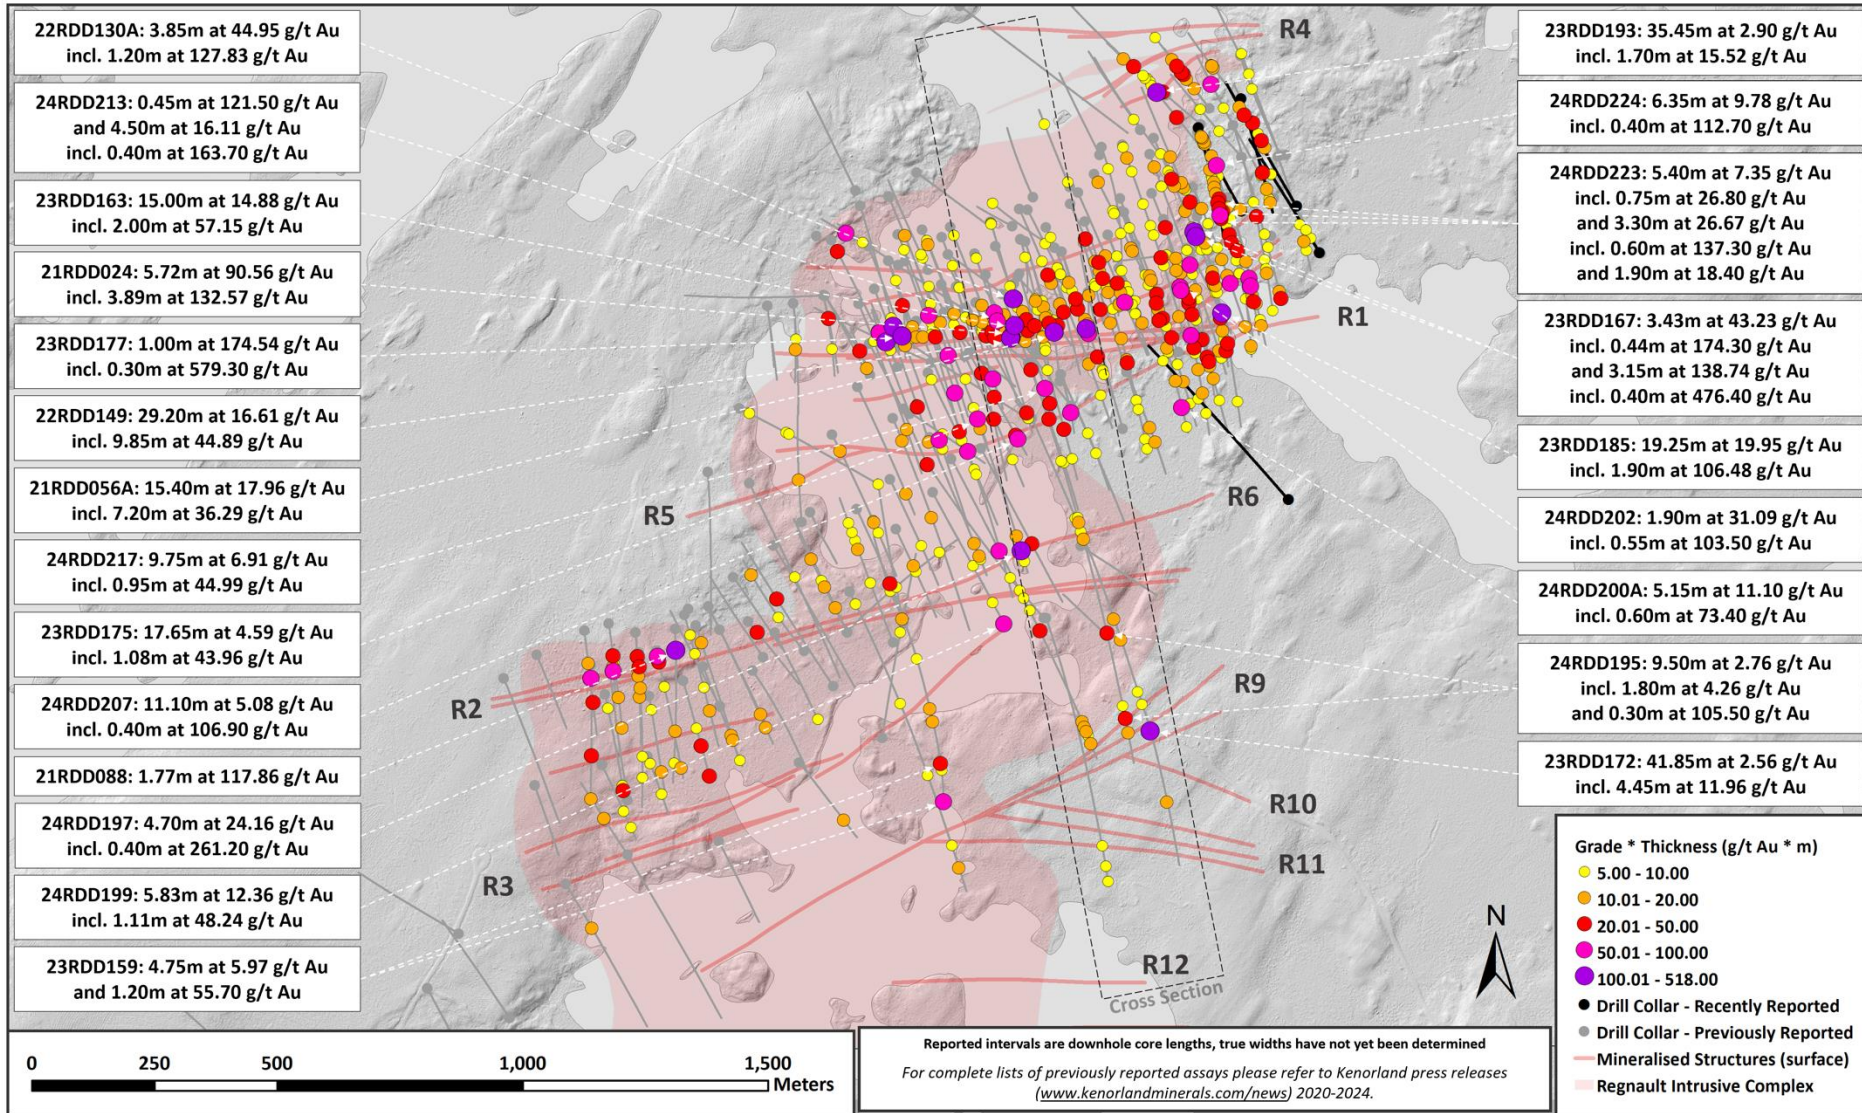 22RDD130A: 3.85m at 44.95 g/t Au
incl. 1.20m at 127.83 g/t Au
24RDD213: 0.45m at 121.50 g/t Au
and 4.50m at 16.11 g/t Au
incl. 0.40m at 163.70 g/t Au
23RDD163: 15.00m at 14.88 g/t Au
incl. 2.00m at 57.15 g/t Au
21RDD024: 5.72m at 90.56 g/t Au
incl. 3.89m at 132.57 g/t Au
23RDD177: 1.00m at 174.54 g/t Au
incl. 0.30m at 579.30 g/t Au
22RDD149: 29.20m at 16.61 g/t Au
incl. 9.85m at 44.89 g/t Au
21RDD056A: 15.40m at 17.96 g/t Au
incl. 7.20m at 36.29 g/t Au
24RDD217: 9.75m at 6.91 g/t Au
incl. 0.95m at 44.99 g/t Au
23RDD175: 17.65m at 4.59 g/t Au
incl. 1.08m at 43.96 g/t Au
24RDD207: 11.10m at 5.08 g/t Au
incl. 0.40m at 106.90 g/t Au
21RDD088: 1.77m at 117.86 g/t Au
24RDD197: 4.70m at 24.16 g/t Au
incl. 0.40m at 261.20 g/t Au
24RDD199: 5.83m at 12.36 g/t Au
incl. 1.11m at 48.24 g/t Au
23RDD159: 4.75m at 5.97 g/t Au
and 1.20m at 55.70 g/t Au
R4
R1
R5
R6
R2
R9
R10
R3
R11
R12
Cross Section
23RDD193: 35.45m at 2.90 g/t Au
incl. 1.70m at 15.52 g/t Au
24RDD224: 6.35m at 9.78 g/t Au
incl. 0.40m at 112.70 g/t Au
24RDD223: 5.40m at 7.35 g/t Au
incl. 0.75m at 26.80 g/t Au
and 3.30m at 26.67 g/t Au
incl. 0.60m at 137.30 g/t Au
and 1.90m at 18.40 g/t Au
23RDD167: 3.43m at 43.23 g/t Au
incl. 0.44m at 174.30 g/t Au
and 3.15m at 138.74 g/t Au
incl. 0.40m at 476.40 g/t Au
23RDD185: 19.25m at 19.95 g/t Au
incl. 1.90m at 106.48 g/t Au
24RDD202: 1.90m at 31.09 g/t Au
incl. 0.55m at 103.50 g/t Au
24RDD200A: 5.15m at 11.10 g/t Au
incl. 0.60m at 73.40 g/t Au
24RDD195: 9.50m at 2.76 g/t Au
incl. 1.80m at 4.26 g/t Au
and 0.30m at 105.50 g/t Au
23RDD172: 41.85m at 2.56 g/t Au
incl. 4.45m at 11.96 g/t Au
N
Grade * Thickness (g/t Au * m)
5.00 - 10.00
10.01 - 20.00
20.01 - 50.00
50.01 - 100.00
100.01 - 518.00
Drill Collar - Recently Reported
Drill Collar - Previously Reported
Mineralised Structures (surface)
Regnault Intrusive Complex
0 250 500 1,000 1,500
Meters
Reported intervals are downhole core lengths, true widths have not yet been determined
For complete lists of previously reported assays please refer to Kenorland press releases
(www.kenorlandminerals.com/news) 2020-2024.